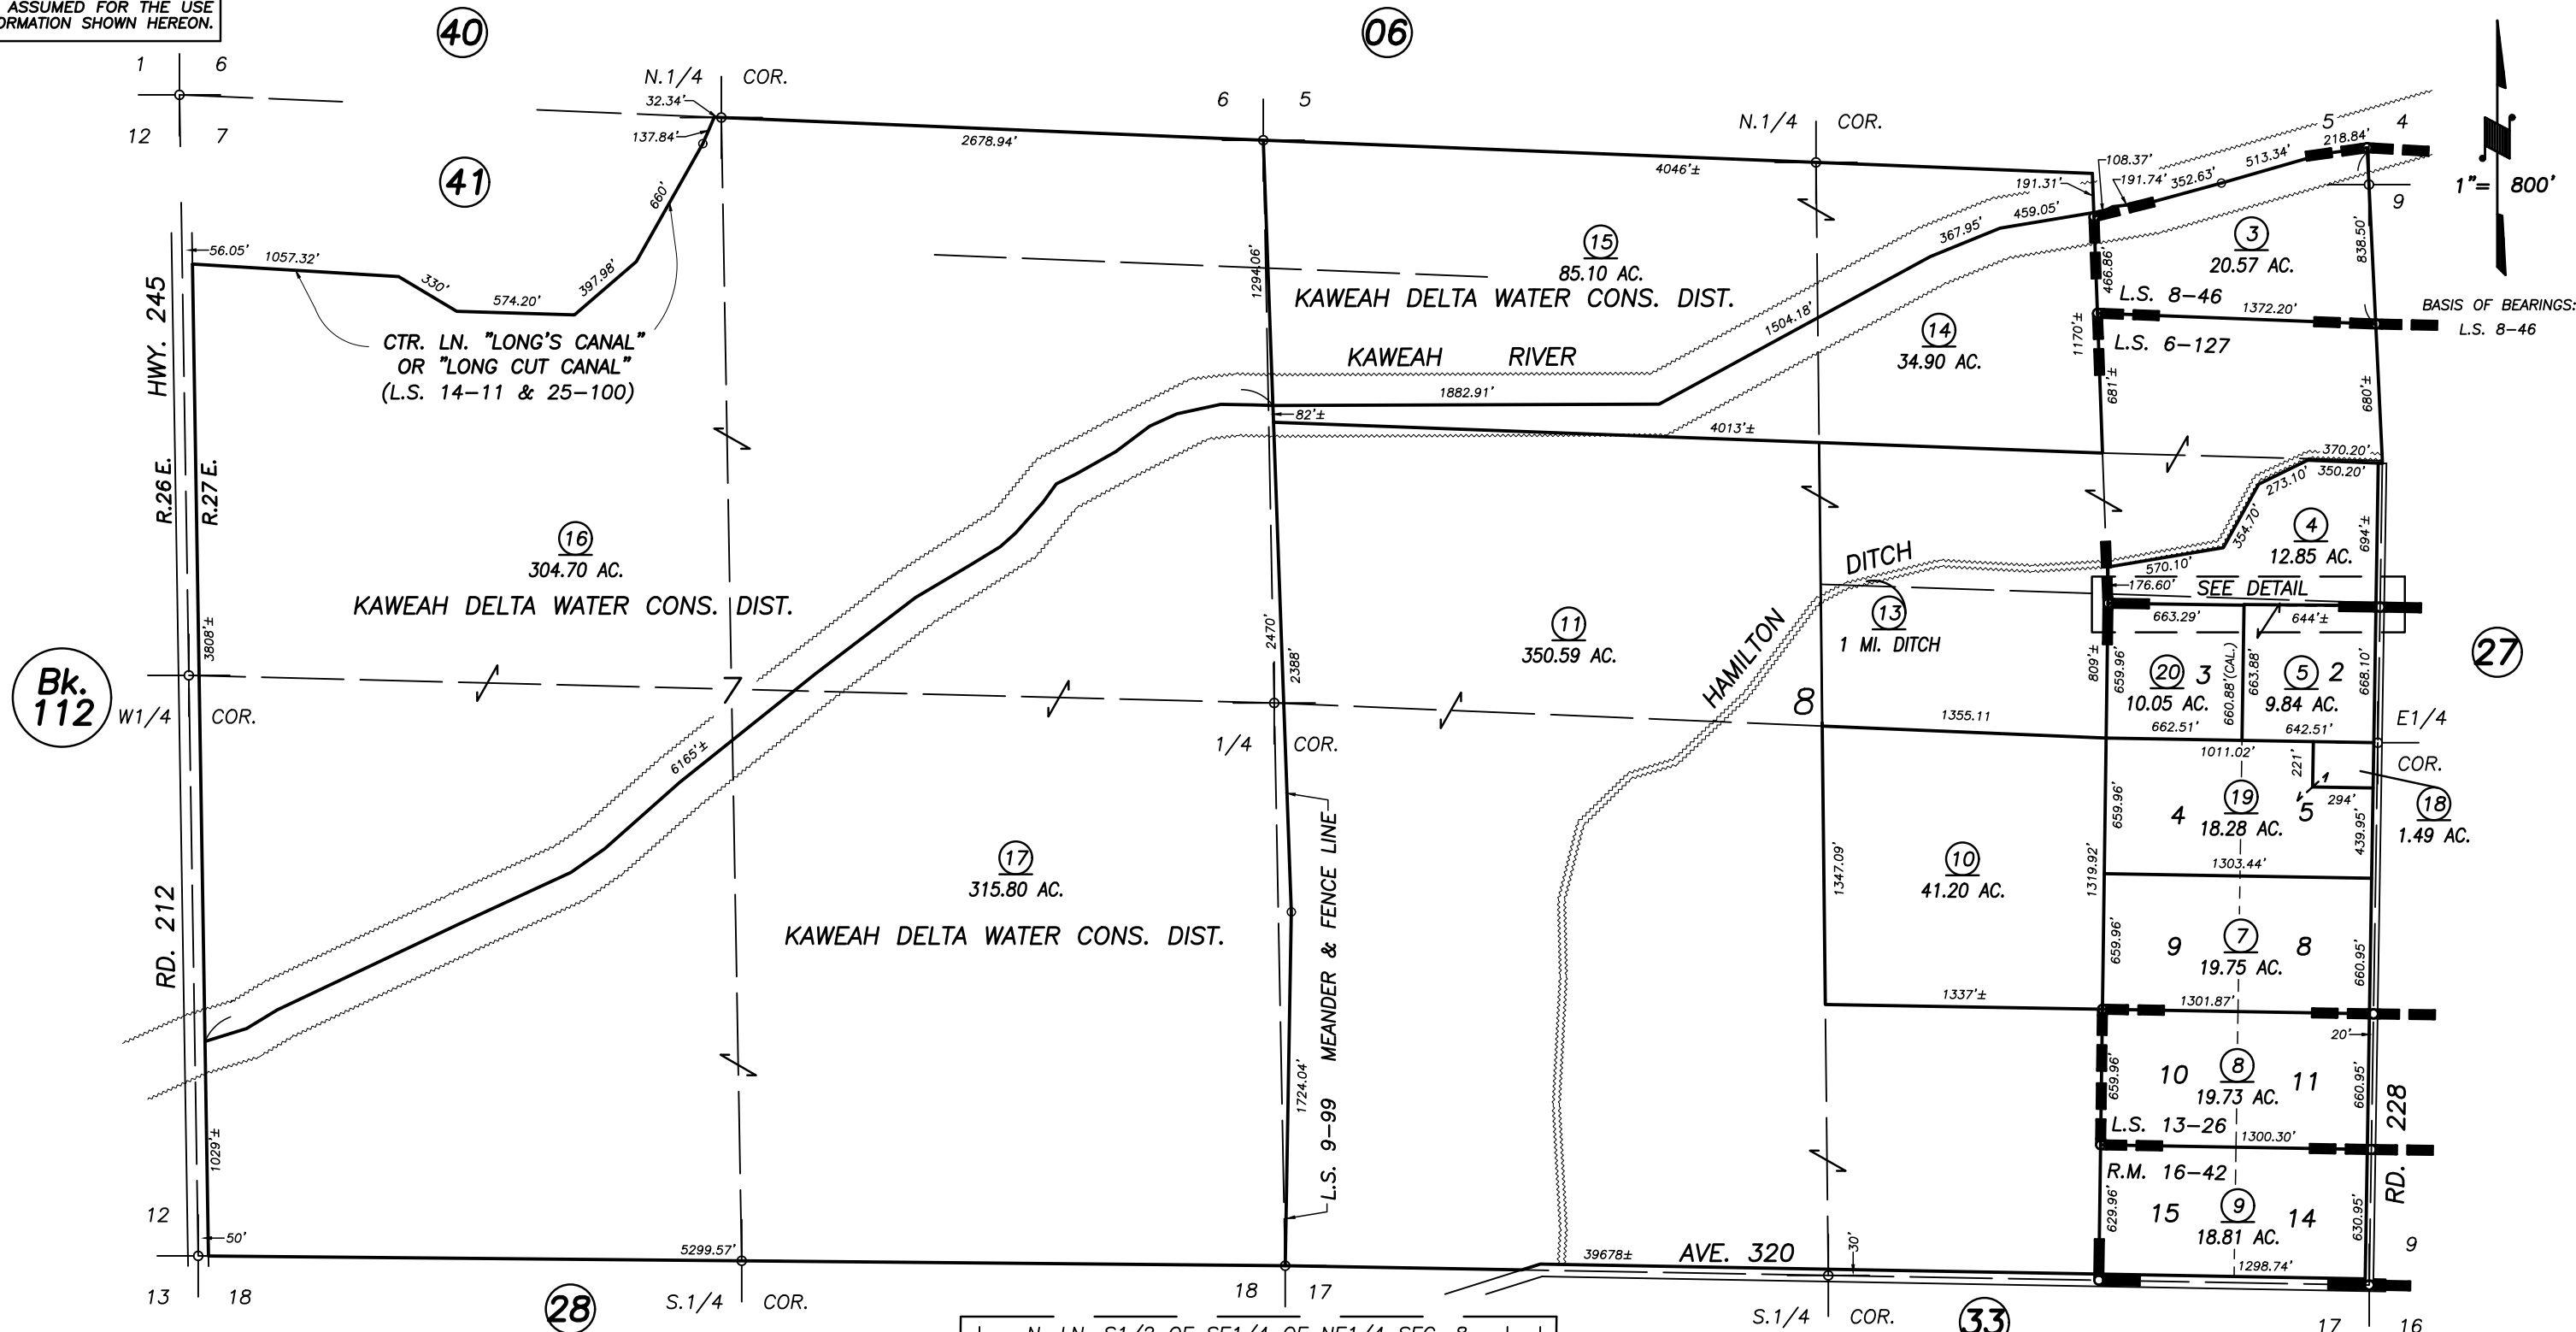 ASSUMED FOR THE USE
ORMATION SHOWN HEREON.
40
06
1 6
12 7
N.1/4 COR.
32.34'
137.84'
41
660'
2678.94'
6 5
N.1/4 COR.
4046'±
5 4
218.84'
513.34'
108.37'
191.74'
352.63'
191.31'
9
1"= 800'
56.05'
1057.32'
330'
574.20'
397.98'
CTR. LN. "LONG'S CANAL"
OR "LONG CUT CANAL"
(L.S. 14-11 & 25-100)
HWY. 245
R.26 E.
R.27 E.
1294.06'
15
85.10 AC.
KAWEAH DELTA WATER CONS. DIST.
459.05'
367.95'
1504.18'
3
20.57 AC.
838.50'
466.86'
L.S. 8-46
1372.20'
BASIS OF BEARINGS:
L.S. 8-46
L.S. 6-127
14
34.90 AC.
1170'±
681'±
680'±
KAWEAH RIVER
1882.91'
82'±
4013'±
370.20'
350.20'
273.10'
354.70'
570.10'
4
12.85 AC.
694'±
16
304.70 AC.
KAWEAH DELTA WATER CONS. DIST.
3808'±
2470'
2388'
11
350.59 AC.
HAMILTON
DITCH
13
1 MI. DITCH
176.60'
SEE DETAIL
663.29'
644'±
27
Bk.
112
W1/4 COR.
7
8
809'±
659.96'
20 3
10.05 AC.
660.88'(CAL.)
663.88'
5 2
9.84 AC.
668.10'
662.51'
642.51'
E1/4
COR.
1/4 COR.
1355.11
6165'±
1011.02'
221'
294'
1
4
19
18.28 AC.
5
18
1.49 AC.
659.96'
439.95'
1303.44'
RD. 212
17
315.80 AC.
KAWEAH DELTA WATER CONS. DIST.
L.S. 9-99 MEANDER & FENCE LINE
1347.09'
10
41.20 AC.
1319.92'
659.96'
9 7 8
19.75 AC.
660.95'
1337'±
1301.87'
20'
1029'±
1724.04'
659.96'
10 8 11
19.73 AC.
660.95'
L.S. 13-26
1300.30'
R.M. 16-42
RD. 228
629.96'
15 9 14
18.81 AC.
630.95'
1298.74'
12
50'
5299.57'
39678±
AVE. 320
30'
9
13 18
28
S.1/4 COR.
18 17
S.1/4 COR.
33
17 16
N. LN. S1/2 OF SE1/4 OF NE1/4 SEC. 8